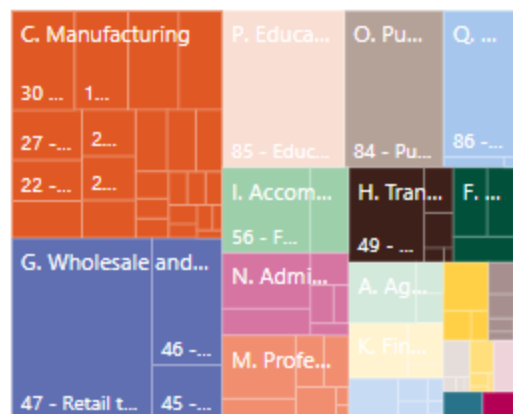 C. Manufacturing
30 ...
1...
27 -...
2...
22 -...
2...
G. Wholesale and...
46 -...
47 - Retail t...
45 -...
P. Educa...
85 - Educ...
O. Pu...
84 - Pu...
Q. ...
86 -...
I. Accom...
56 - F...
H. Tran...
49 - ...
F. ...
N. Admi...
A. Ag...
M. Profe...
K. Fin...